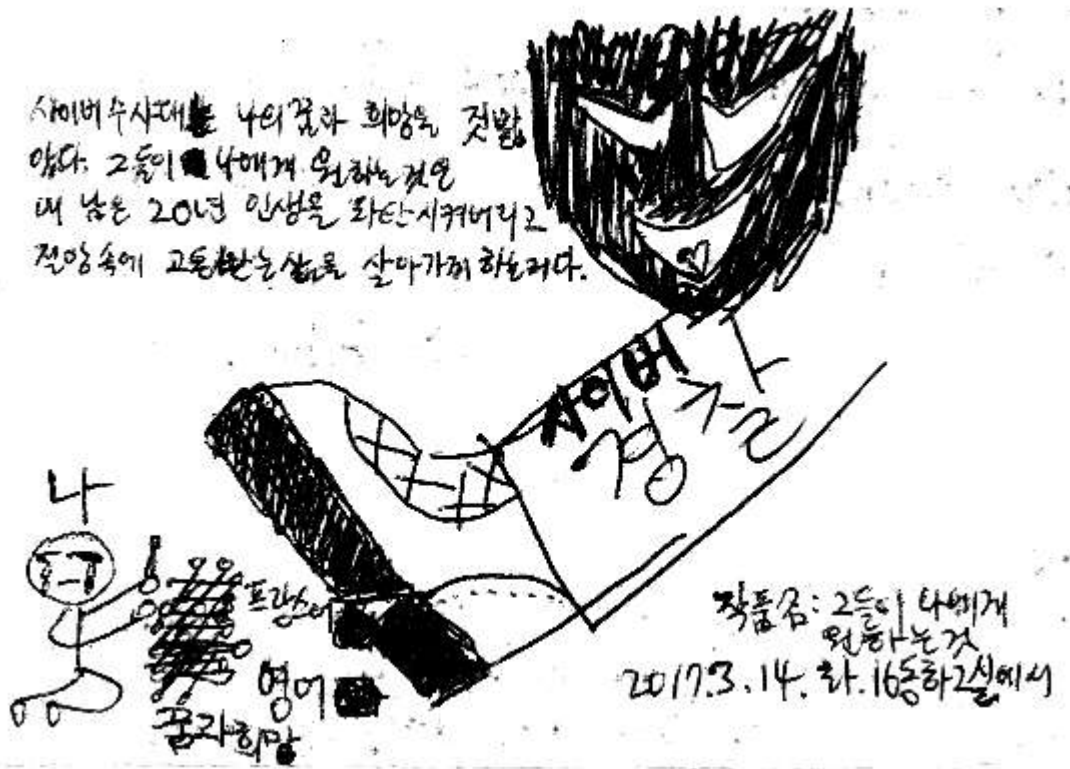 사이버수사대는 나의 꿈과 희망을 짓밟
았다. 그들이 나에게 원하는것은
내 남은 20년 인생을 파탄시켜버리고
절망속에 고통받는삶을 살아가게 하는거다.
사이버
경찰
나
프랑스어
영어
꿈과희망
작품명: 그들이 나에게
원하는것
2017.3.14. 화. 16동하2실에서